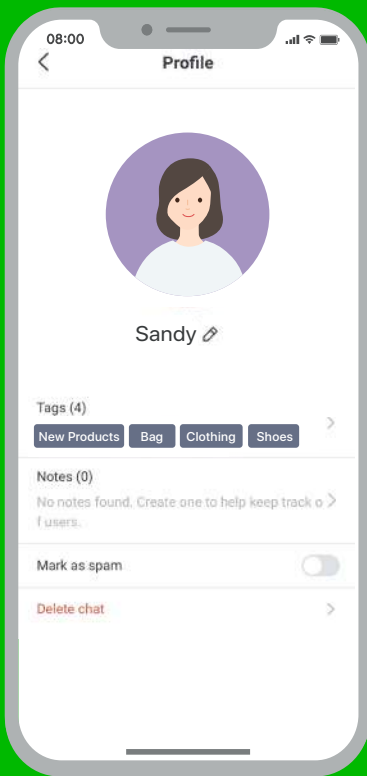 08:00
Profile
Sandy
Tags (4)
New Products Bag Clothing Shoes
Notes (0)
No notes found. Create one to help keep track o
f users.
Mark as spam
Delete chat